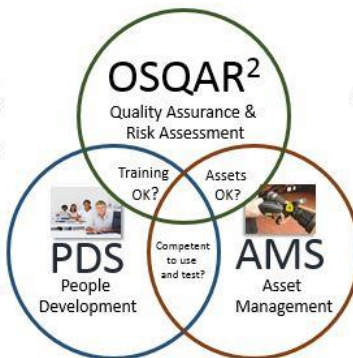 OSQAR²
Quality Assurance &
Risk Assessment
Training
OK?
Assets
OK?
PDS
People
Development
Competent
to use
and test?
AMS
Asset
Management